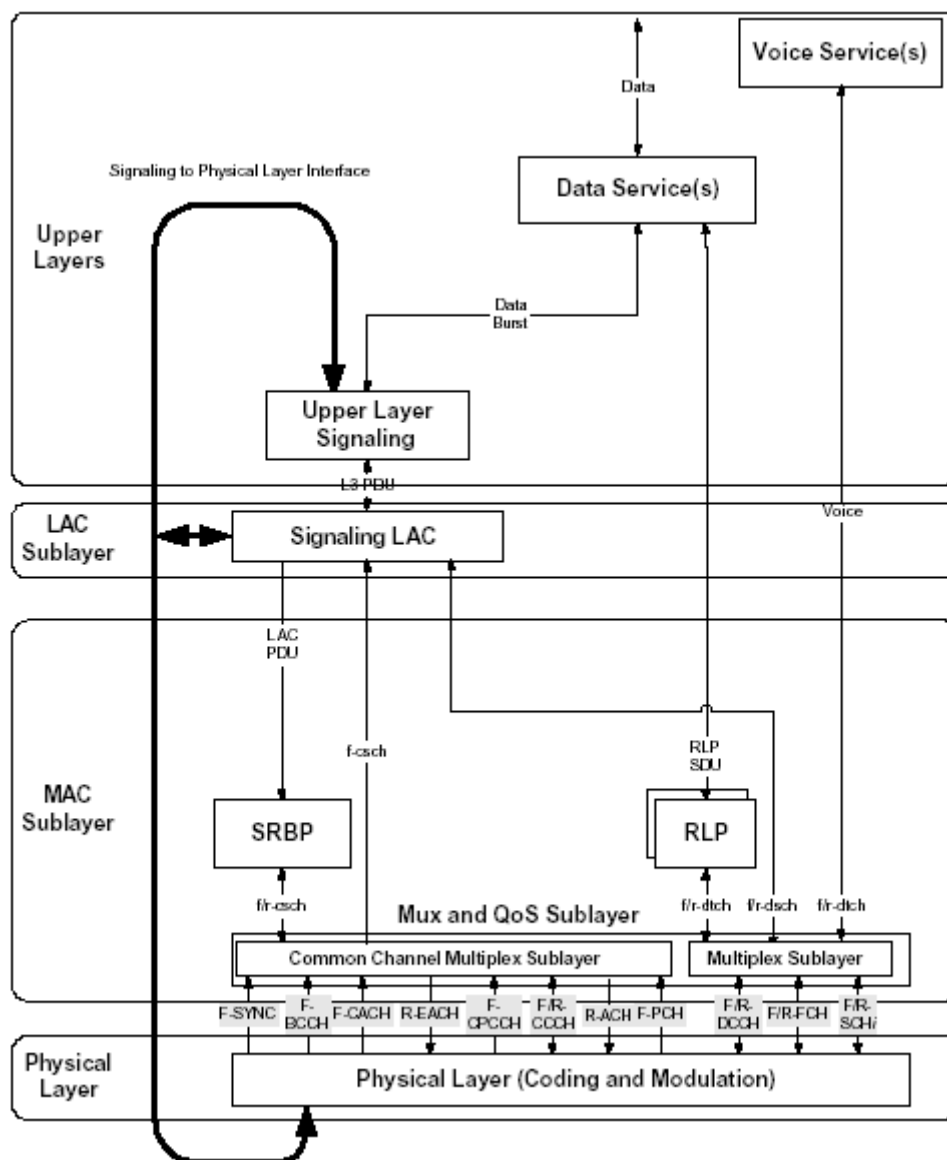 Voice Service(s)
Data
Signaling to Physical Layer Interface
Data Service(s)
Upper
Layers
Data
Burst
Upper Layer
Signaling
L3 PDU
LAC
Sublayer
Signaling LAC
Voice
LAC
PDU
f-csch
RLP
SDU
MAC
Sublayer
SRBP
RLP
f/r-csch
Mux and QoS Sublayer
f/r-dtch
f/r-dsch
f/r-dtch
Common Channel Multiplex Sublayer
Multiplex Sublayer
F-SYNC
F-
BCCH
F-CACH
R-EACH
F-
CPCCH
F/R-
CCCH
R-ACH
F-PCH
F/R-
DCCH
F/R-FCH
F/R-
SCHi
Physical
Layer
Physical Layer (Coding and Modulation)